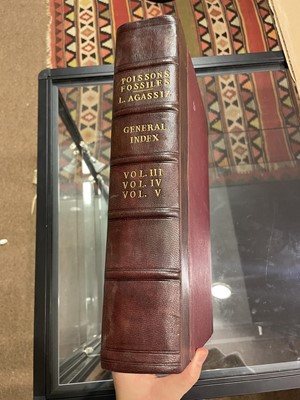 POISSONS
FOSSILES
L. AGASSIZ
GENERAL
INDEX
VOL. III
VOL. IV
VOL. V